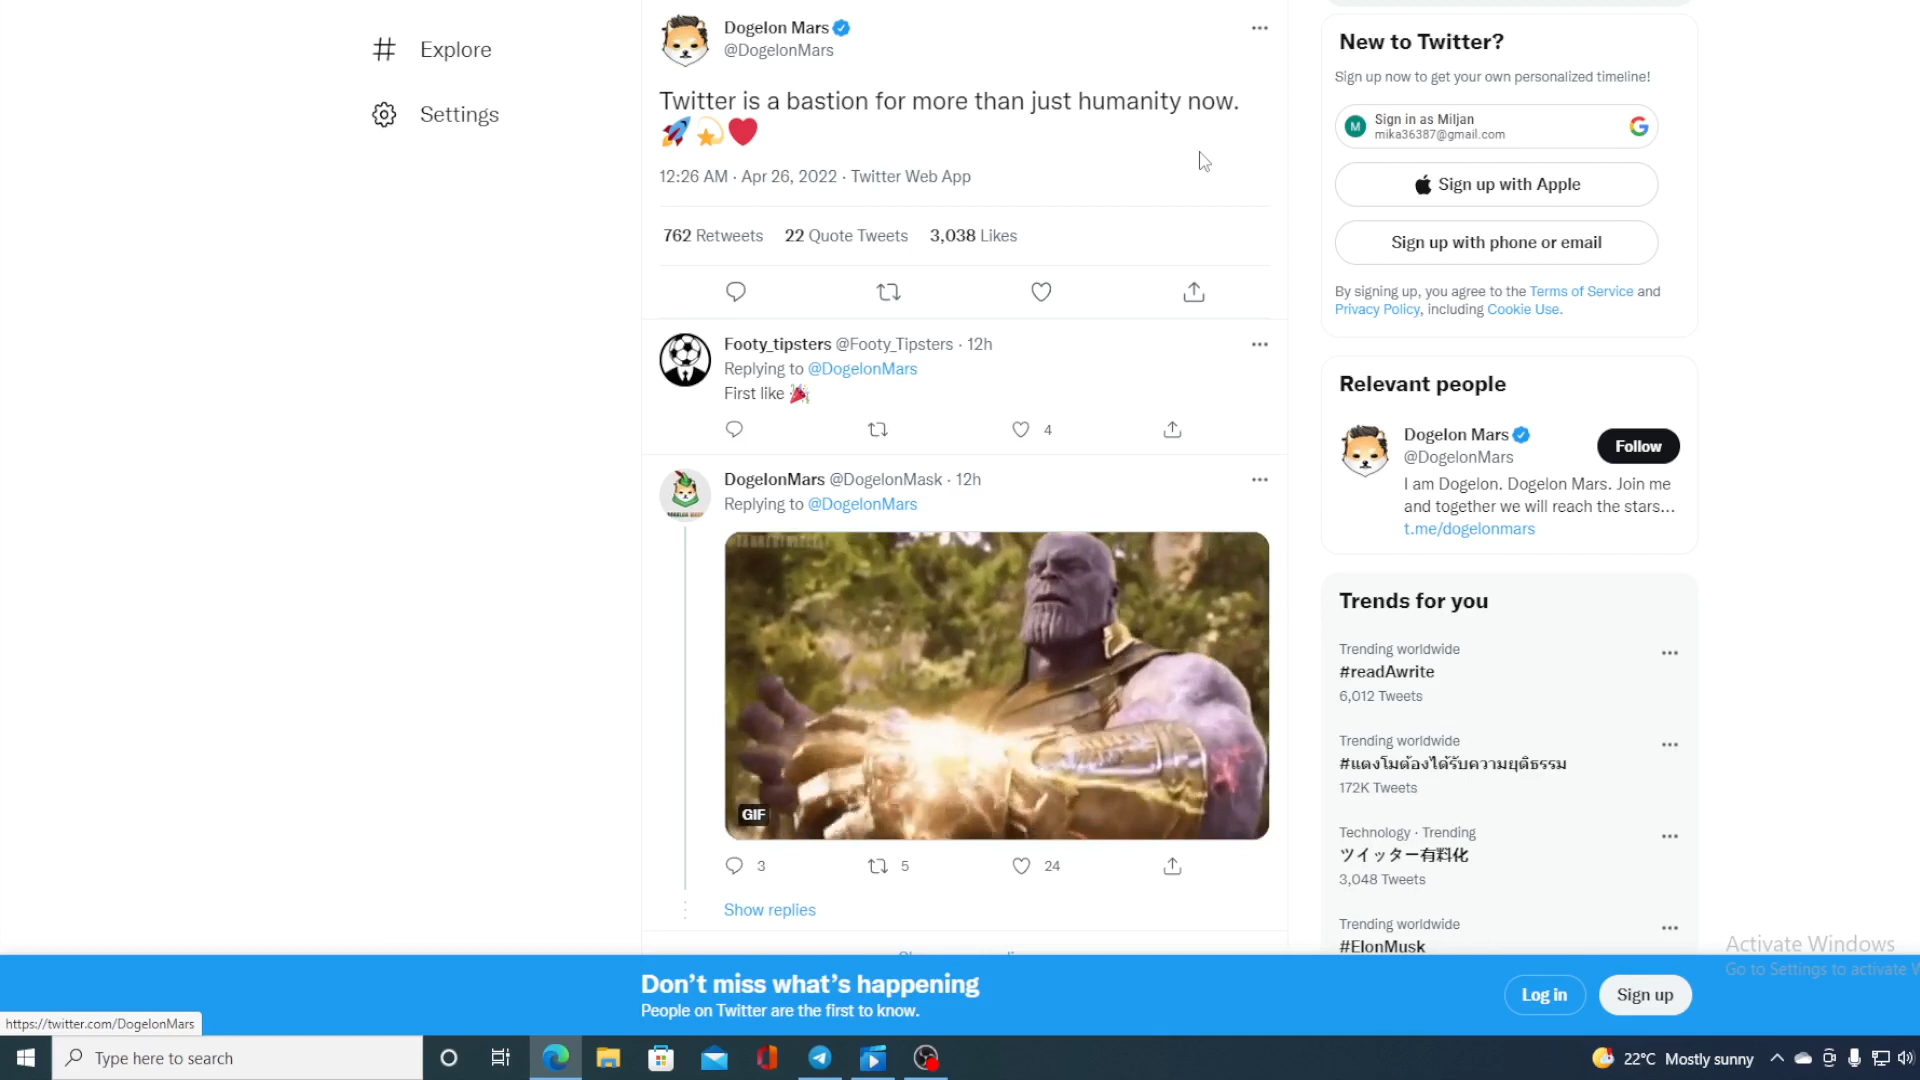 Explore
Settings
Dogelon Mars
@DogelonMars
Twitter is a bastion for more than just humanity now.
🚀💫❤️
12:26 AM · Apr 26, 2022 · Twitter Web App
762 Retweets 22 Quote Tweets 3,038 Likes
Footy_tipsters @Footy_Tipsters · 12h
Replying to @DogelonMars
First like 🎉
4
DogelonMars @DogelonMask · 12h
Replying to @DogelonMars
GIF
3 5 24
Show replies
New to Twitter?
Sign up now to get your own personalized timeline!
M
Sign in as Miljan
mika36387@gmail.com
Sign up with Apple
Sign up with phone or email
By signing up, you agree to the Terms of Service and
Privacy Policy, including Cookie Use.
Relevant people
Dogelon Mars
@DogelonMars
Follow
I am Dogelon. Dogelon Mars. Join me
and together we will reach the stars...
t.me/dogelonmars
Trends for you
Trending worldwide
#readAwrite
6,012 Tweets
Trending worldwide
#แตงโมต้องได้รับความยุติธรรม
172K Tweets
Technology · Trending
ツイッター有料化
3,048 Tweets
Trending worldwide
#ElonMusk
Activate Windows
Go to Settings to activate W
Don't miss what's happening
People on Twitter are the first to know.
Log in
Sign up
https://twitter.com/DogelonMars
Type here to search
22°C Mostly sunny